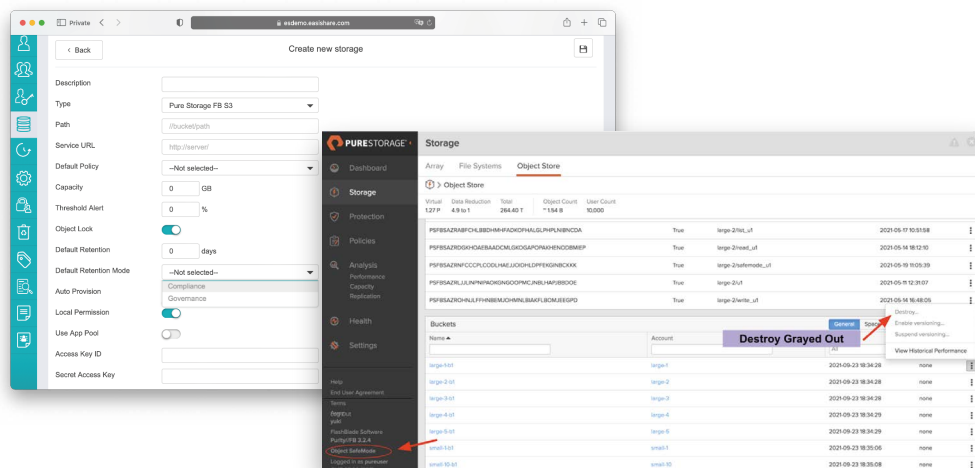 Private
esdemo.easishare.com
Back
Create new storage
Description
Type
Pure Storage FB S3
Path
//bucket/path
Service URL
http://server/
Default Policy
--Not selected--
Capacity
0 GB
Threshold Alert
0 %
Object Lock
Default Retention
0 days
Default Retention Mode
--Not selected--
Compliance
Auto Provision
Governance
Local Permission
Use App Pool
Access Key ID
Secret Access Key
PURESTORAGE
Dashboard
Storage
Protection
Policies
Analysis
Performance
Capacity
Replication
Health
Settings
Help
End User Agreement
Terms
yuki
FlashBlade Software
Purity//FB 3.2.4
Object SafeMode
Logged in as pureuser
Storage
Array File Systems Object Store
Object Store
Virtual Data Reduction Total Object Count User Count
1.27 P 4.9 to 1 264.40 T 1.54 B 10,000
True large-2/list_u1 2021-05-17 10:51:58
True large-2/read_u1 2021-05-14 18:12:10
True large-2/safemode_u1 2021-05-19 11:05:39
True large-2/u1 2021-05-11 12:31:07
True large-2/write_u1 2021-05-14 16:48:05
Destroy...
Enable versioning...
Suspend versioning...
View Historical Performance
Buckets
General Space
Name Account
Destroy Grayed Out
All
large-1-b1 large-1 2021-09-23 18:34:28 none
large-2-b1 large-2 2021-09-23 18:34:28 none
large-3-b1 large-3 2021-09-23 18:34:28 none
large-4-b1 large-4 2021-09-23 18:34:29 none
large-5-b1 large-5 2021-09-23 18:34:29 none
small-1-b1 small-1 2021-09-23 18:35:06 none
small-10-b1 small-10 2021-09-23 18:35:08 none